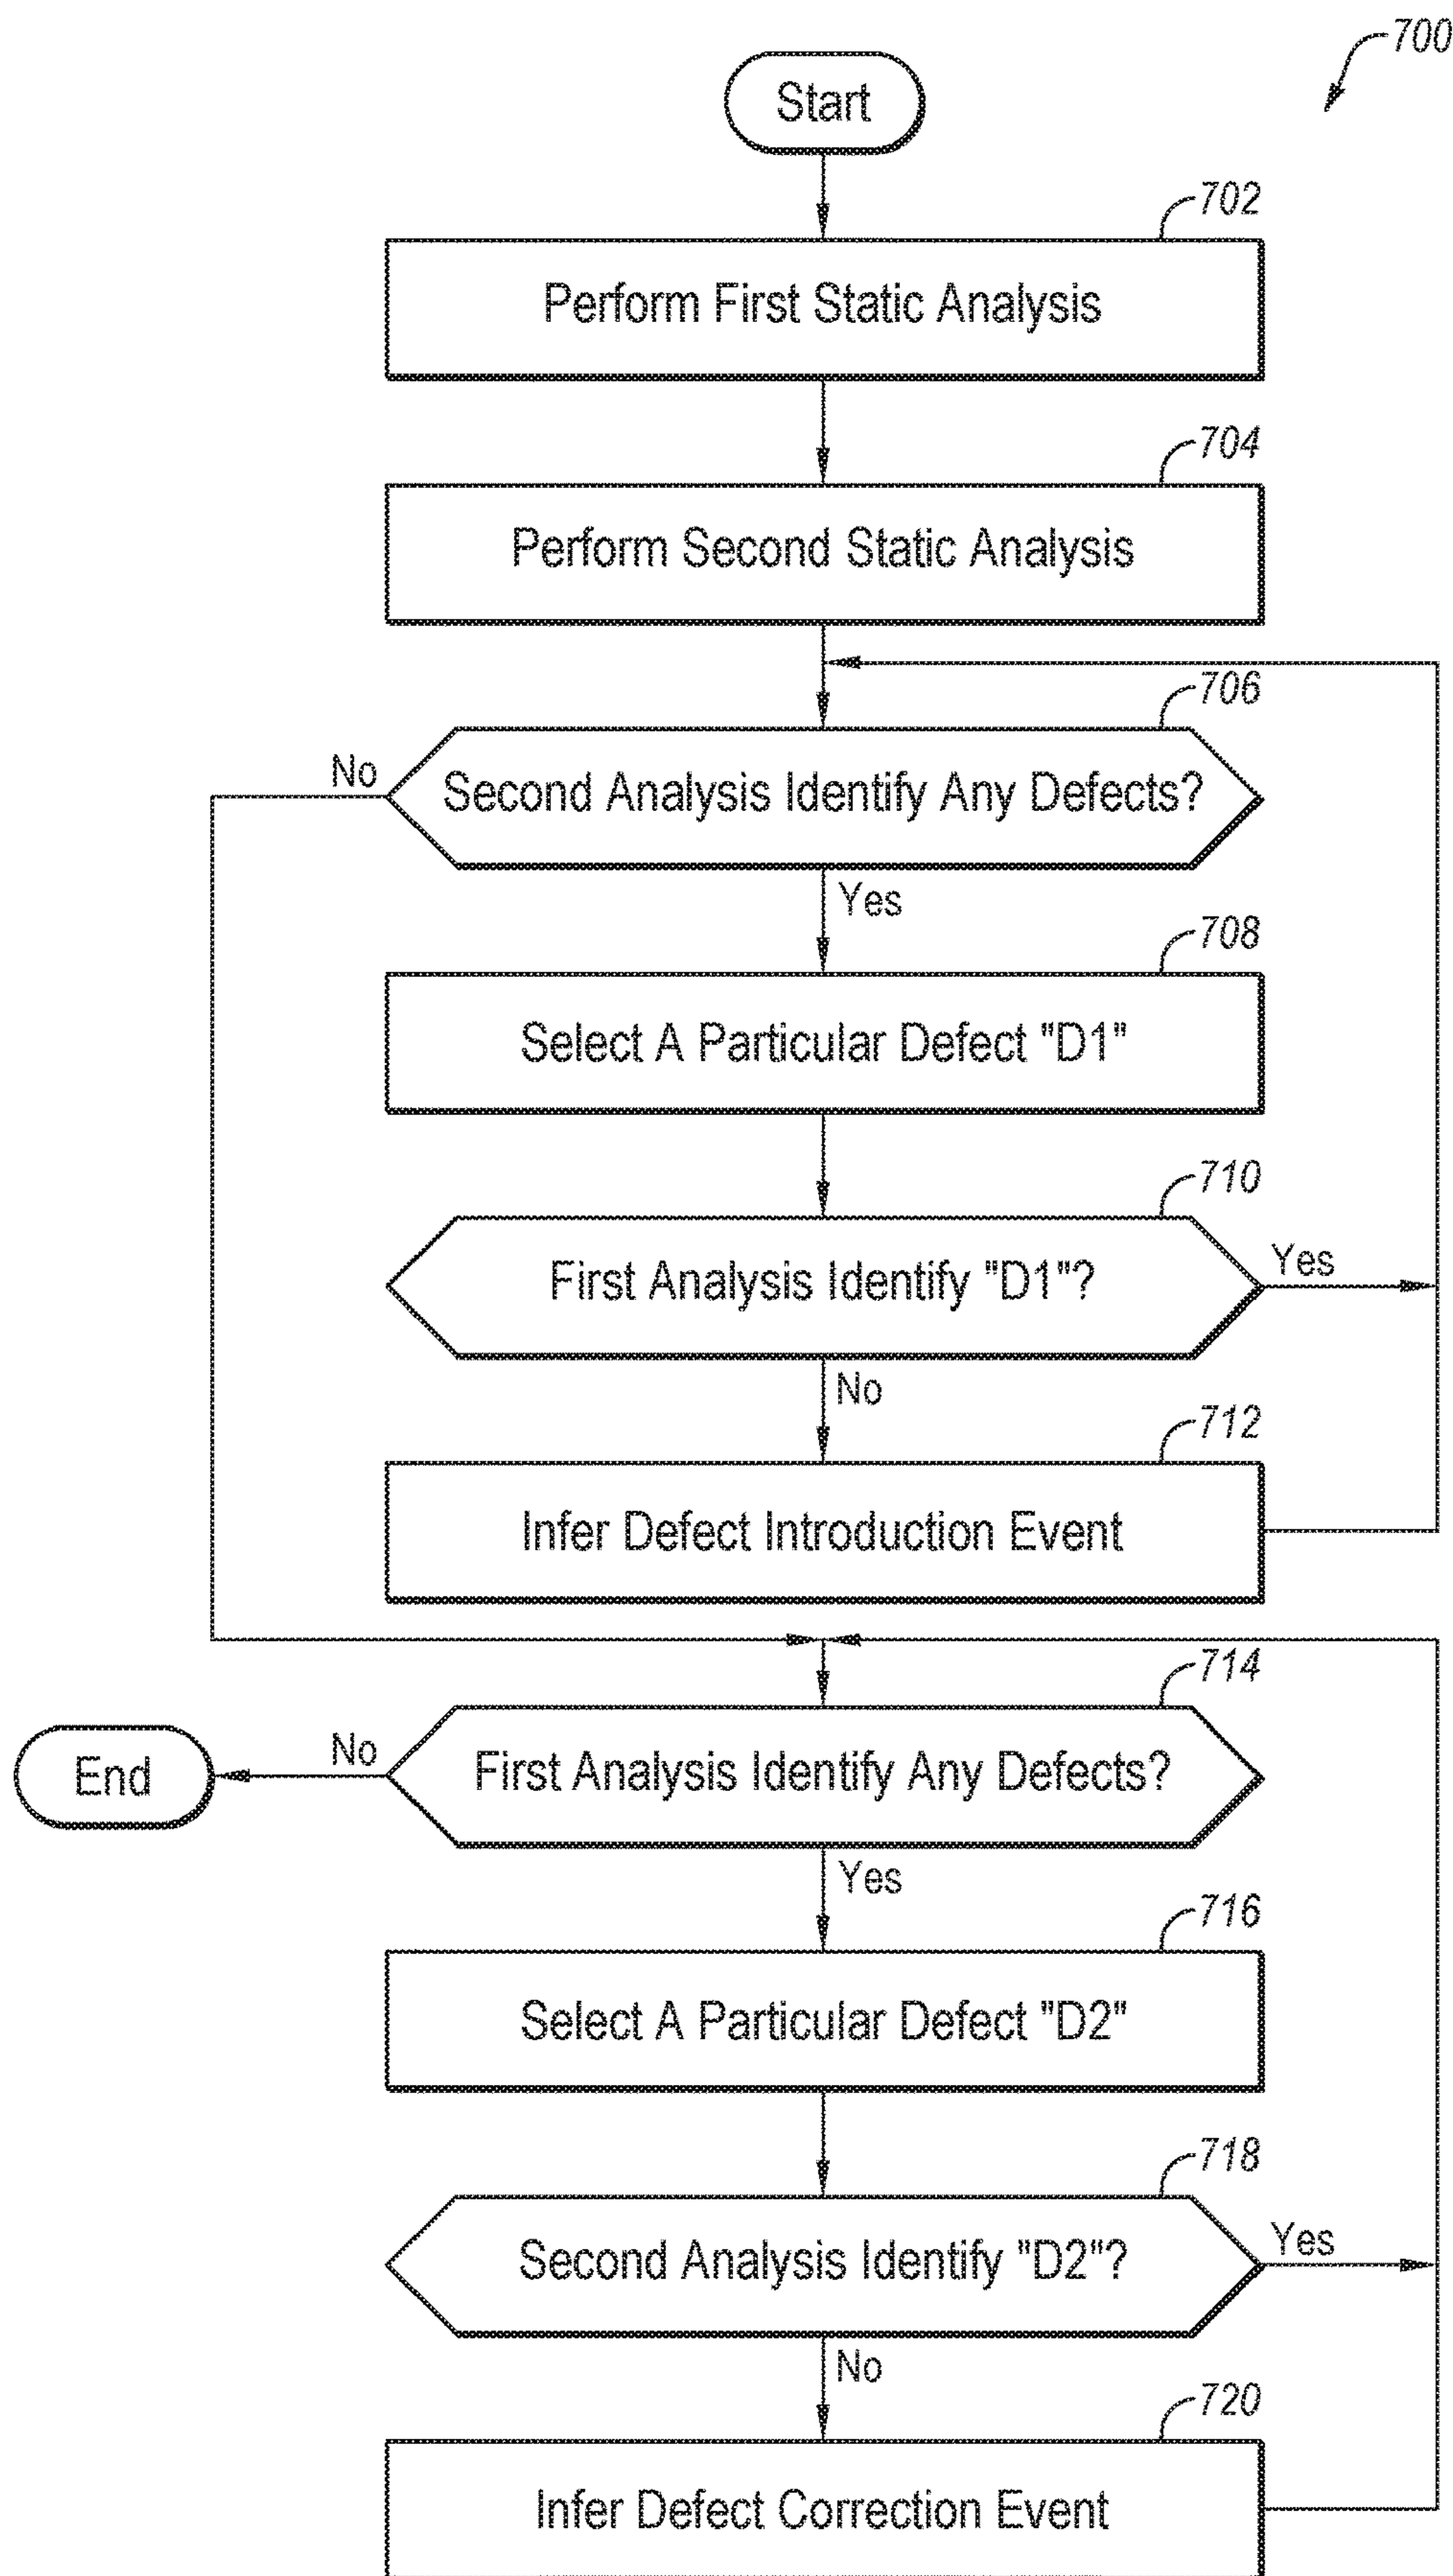 700
Start
702
Perform First Static Analysis
704
Perform Second Static Analysis
706
No
Second Analysis Identify Any Defects?
Yes
708
Select A Particular Defect "D1"
710
First Analysis Identify "D1"?
Yes
No
712
Infer Defect Introduction Event
714
End
No
First Analysis Identify Any Defects?
Yes
716
Select A Particular Defect "D2"
718
Second Analysis Identify "D2"?
Yes
No
720
Infer Defect Correction Event